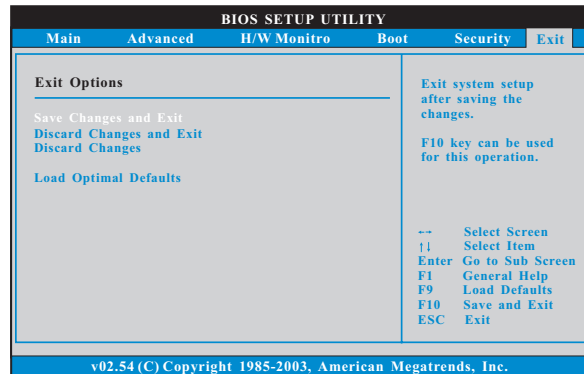 BIOS SETUP UTILITY
Main Advanced H/W Monitro Boot Security Exit
Exit Options
Save Changes and Exit
Discard Changes and Exit
Discard Changes
Load Optimal Defaults
Exit system setup
after saving the
changes.
F10 key can be used
for this operation.
←→ Select Screen
↑↓ Select Item
Enter Go to Sub Screen
F1 General Help
F9 Load Defaults
F10 Save and Exit
ESC Exit
v02.54 (C) Copyright 1985-2003, American Megatrends, Inc.